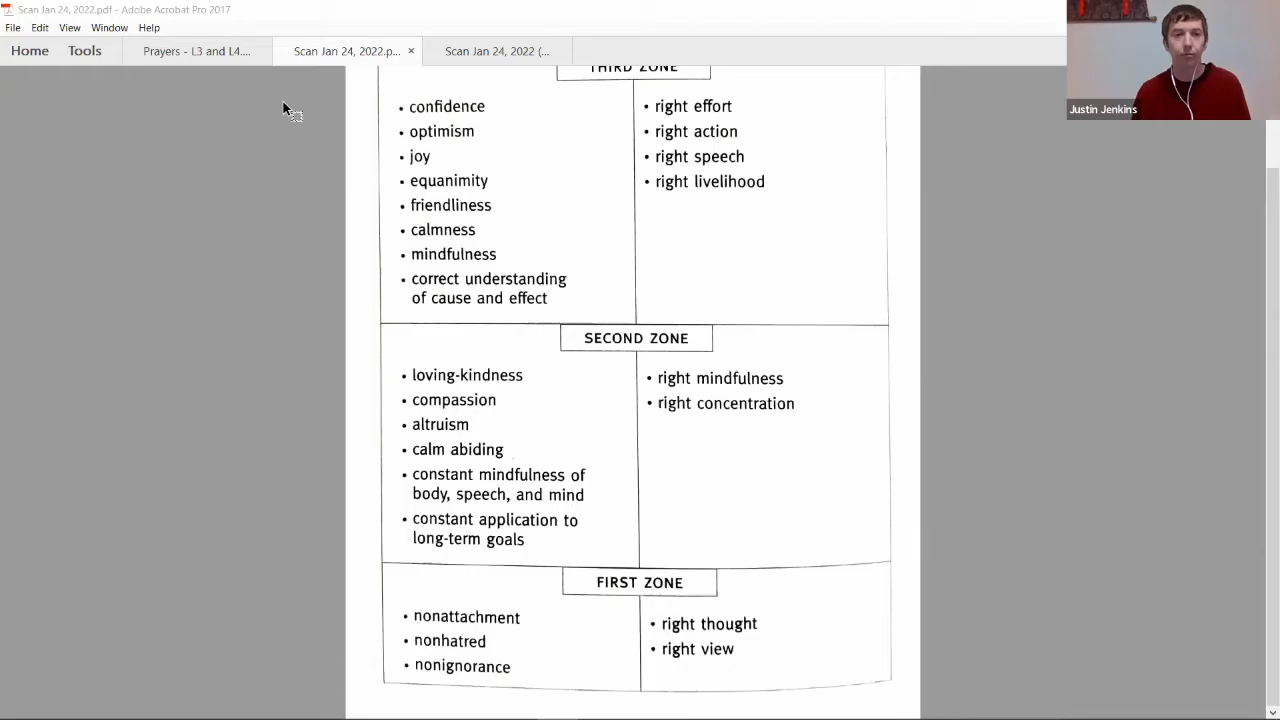 Scan Jan 24, 2022.pdf - Adobe Acrobat Pro 2017
File Edit View Window Help
Home Tools Prayers - L3 and L4... Scan Jan 24, 2022.p... × Scan Jan 24, 2022 (...
Justin Jenkins
THIRD ZONE
• confidence
• optimism
• joy
• equanimity
• friendliness
• calmness
• mindfulness
• correct understanding
of cause and effect
• right effort
• right action
• right speech
• right livelihood
SECOND ZONE
• loving-kindness
• compassion
• altruism
• calm abiding
• constant mindfulness of
body, speech, and mind
• constant application to
long-term goals
• right mindfulness
• right concentration
FIRST ZONE
• nonattachment
• nonhatred
• nonignorance
• right thought
• right view